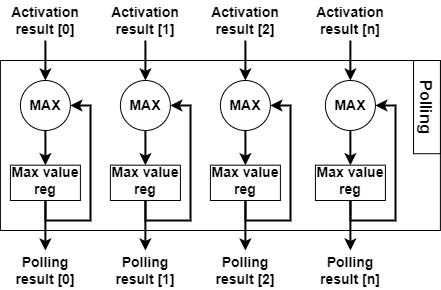 Activation
result [0]
Activation
result [1]
Activation
result [2]
Activation
result [n]
Polling
MAX
MAX
MAX
MAX
Max value
reg
Max value
reg
Max value
reg
Max value
reg
Polling
result [0]
Polling
result [1]
Polling
result [2]
Polling
result [n]